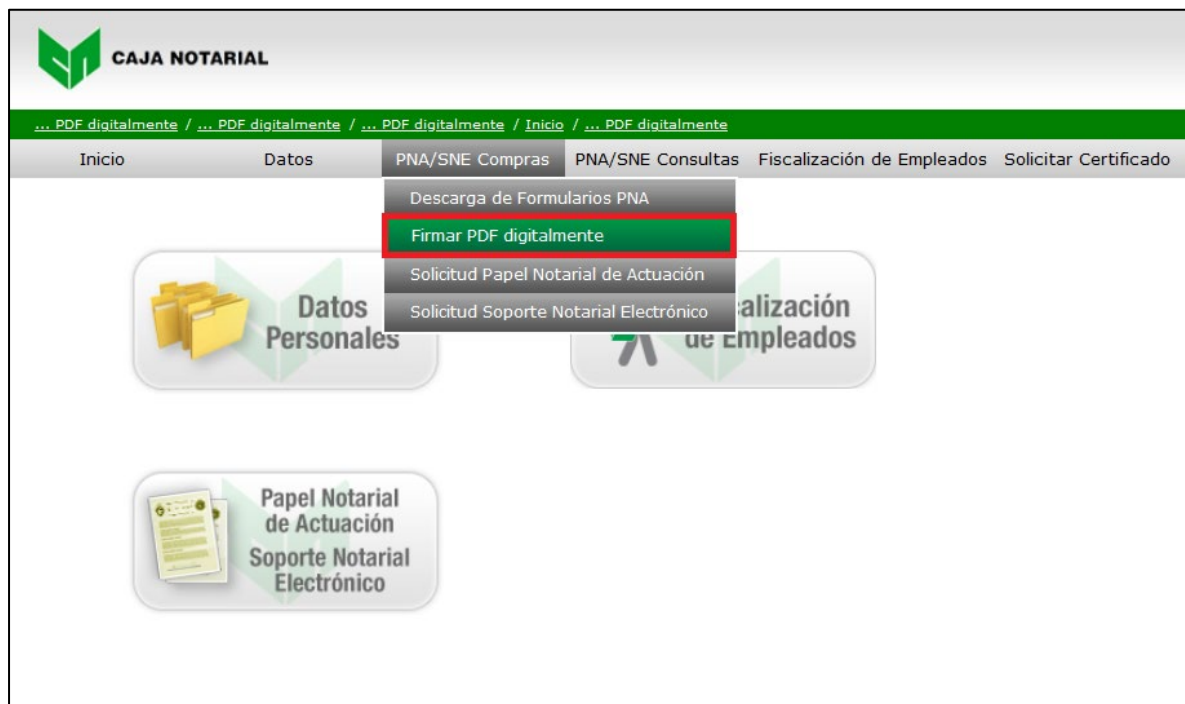 CAJA NOTARIAL
... PDF digitalmente / ... PDF digitalmente / ... PDF digitalmente / Inicio / ... PDF digitalmente
Inicio Datos PNA/SNE Compras PNA/SNE Consultas Fiscalización de Empleados Solicitar Certificado
Descarga de Formularios PNA
Firmar PDF digitalmente
Solicitud Papel Notarial de Actuación
Solicitud Soporte Notarial Electrónico
Datos
Personales
alización
de Empleados
Papel Notarial
de Actuación
Soporte Notarial
Electrónico